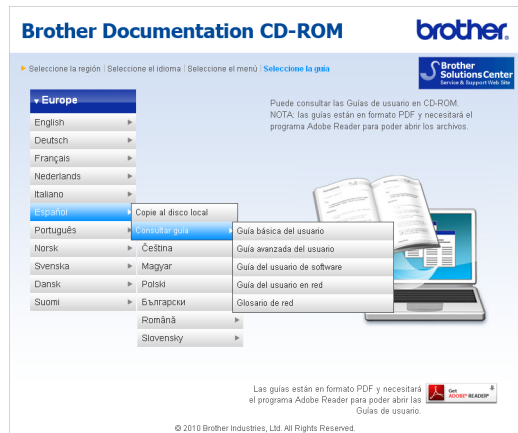 Brother Documentation CD-ROM
brother.
Seleccione la región | Seleccione el idioma | Seleccione el menú | Seleccione la guía
Brother
Solutions Center
Service & Support Web Site
Europe
Puede consultar las Guías de usuario en CD-ROM.
NOTA: las guías están en formato PDF y necesitará el
programa Adobe Reader para poder abrir los archivos.
English
Deutsch
Français
Nederlands
Italiano
Español
Copie al disco local
Português
Consultar guía
Guía básica del usuario
Norsk
Čeština
Guía avanzada del usuario
Svenska
Magyar
Guía del usuario de software
Dansk
Polski
Guía del usuario en red
Suomi
Български
Glosario de red
Română
Slovensky
Las guías están en formato PDF y necesitará
el programa Adobe Reader para poder abrir las
Guías de usuario.
Get
ADOBE® READER®
© 2010 Brother Industries, Ltd. All Rights Reserved.